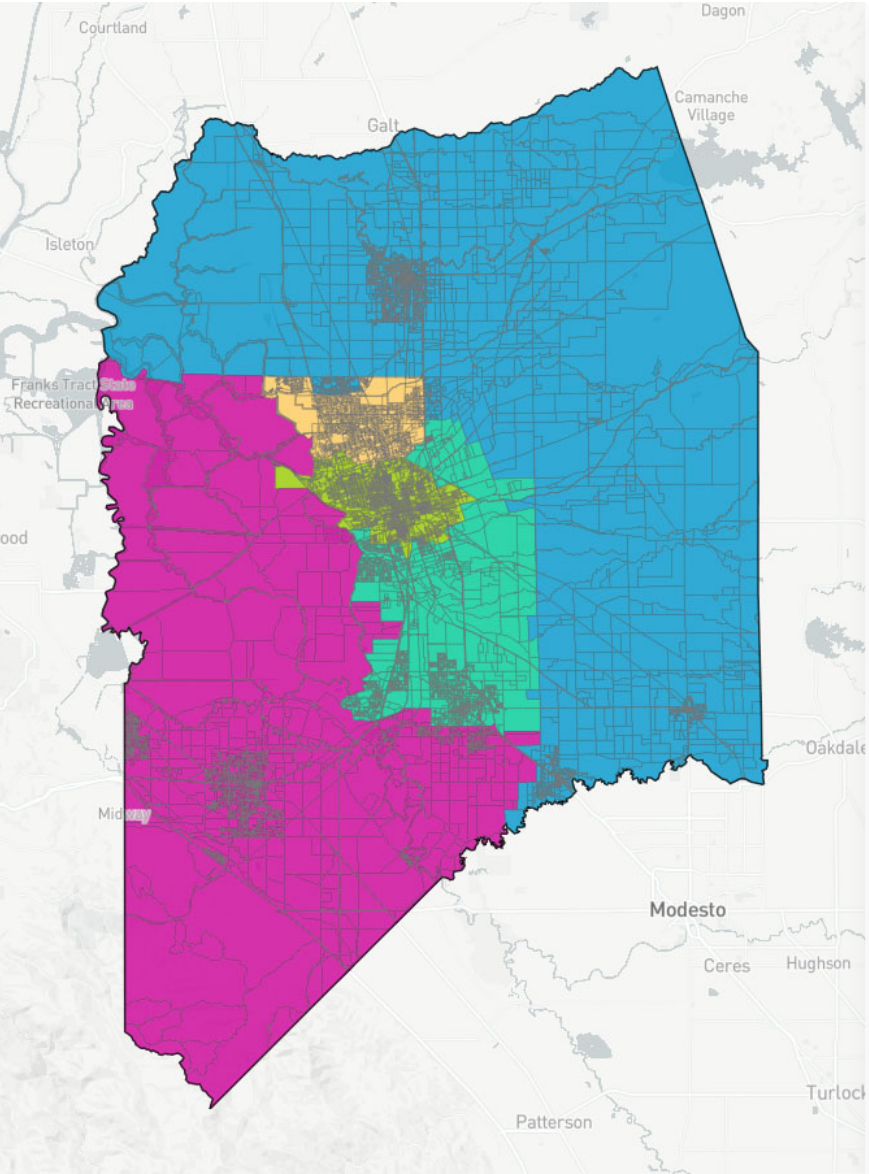 Courtland
Dagon
Camanche
Village
Galt
Isleton
Franks Tract State
Recreational Area
ood
Oakdale
Midway
Modesto
Ceres
Hughson
Turlock
Patterson